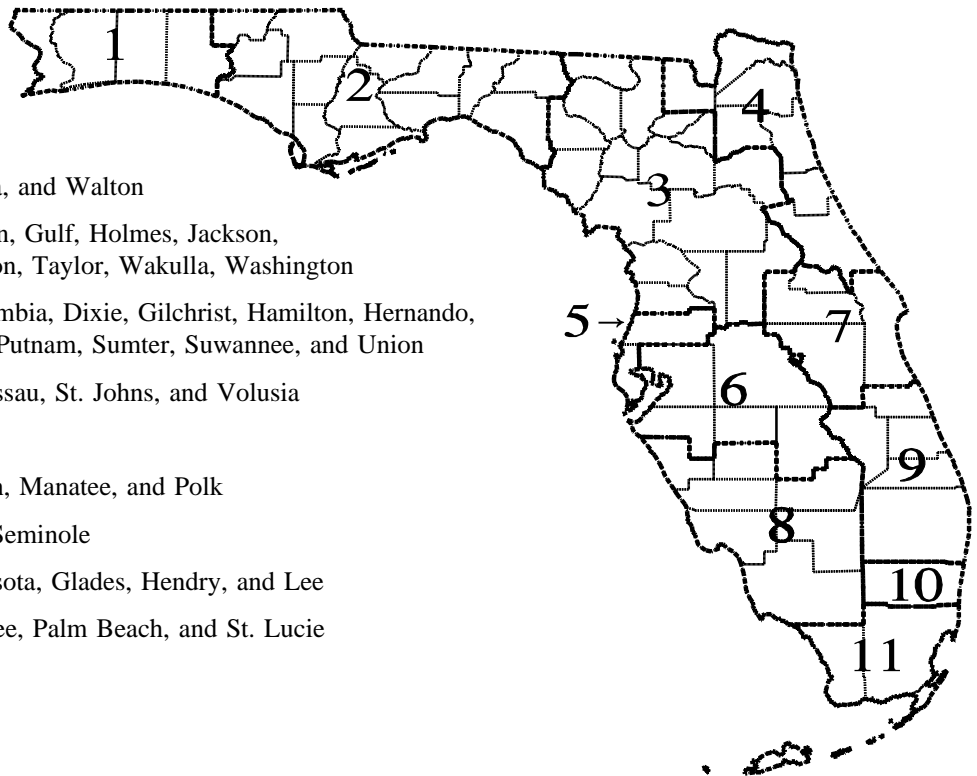 1
2
4
a, and Walton
3
n, Gulf, Holmes, Jackson,
on, Taylor, Wakulla, Washington
mbia, Dixie, Gilchrist, Hamilton, Hernando,
5→
7
Putnam, Sumter, Suwannee, and Union
ssau, St. Johns, and Volusia
6
9
n, Manatee, and Polk
8
Seminole
sota, Glades, Hendry, and Lee
10
ee, Palm Beach, and St. Lucie
11